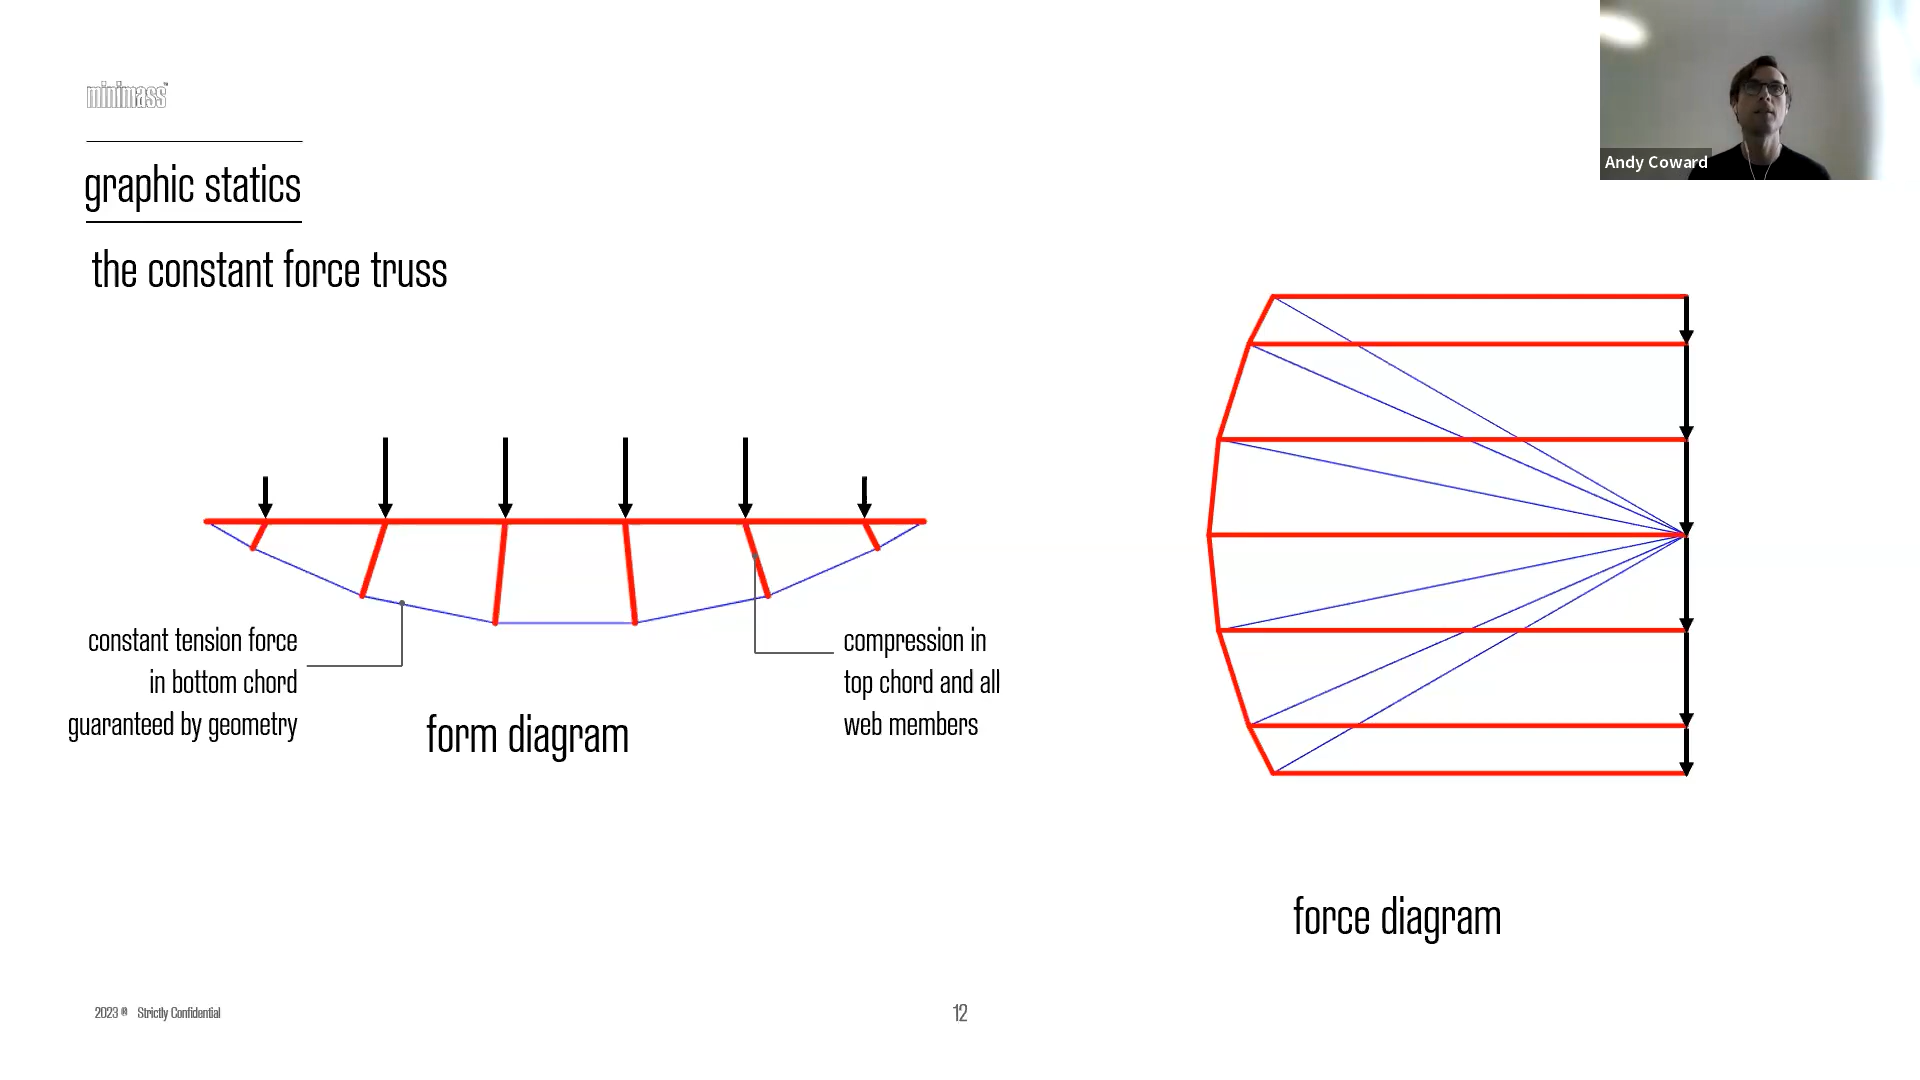 minimass™
graphic statics
the constant force truss
Andy Coward
constant tension force
in bottom chord
guaranteed by geometry
compression in
top chord and all
web members
form diagram
force diagram
2023 © Strictly Confidential
12